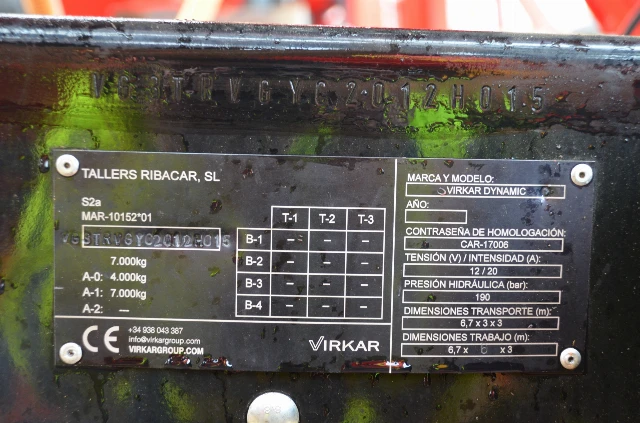 VG3TRVGYC2012H015
TALLERS RIBACAR, SL
S2a
MAR-10152*01
VG3TRVGYC2012H015
7.000kg
A-0: 4.000kg
A-1: 7.000kg
A-2: —
T-1 T-2 T-3
B-1 – – –
B-2 – – –
B-3 – – –
B-4 – – –
CE
+34 938 043 387
info@virkargroup.com
VIRKARGROUP.COM
VIRKAR
MARCA Y MODELO:
VIRKAR DYNAMIC
AÑO:
CONTRASEÑA DE HOMOLOGACIÓN:
CAR-17006
TENSIÓN (V) / INTENSIDAD (A):
12 / 20
PRESIÓN HIDRÁULICA (bar):
190
DIMENSIONES TRANSPORTE (m):
6,7 x 3 x 3
DIMENSIONES TRABAJO (m):
6,7 x x 3